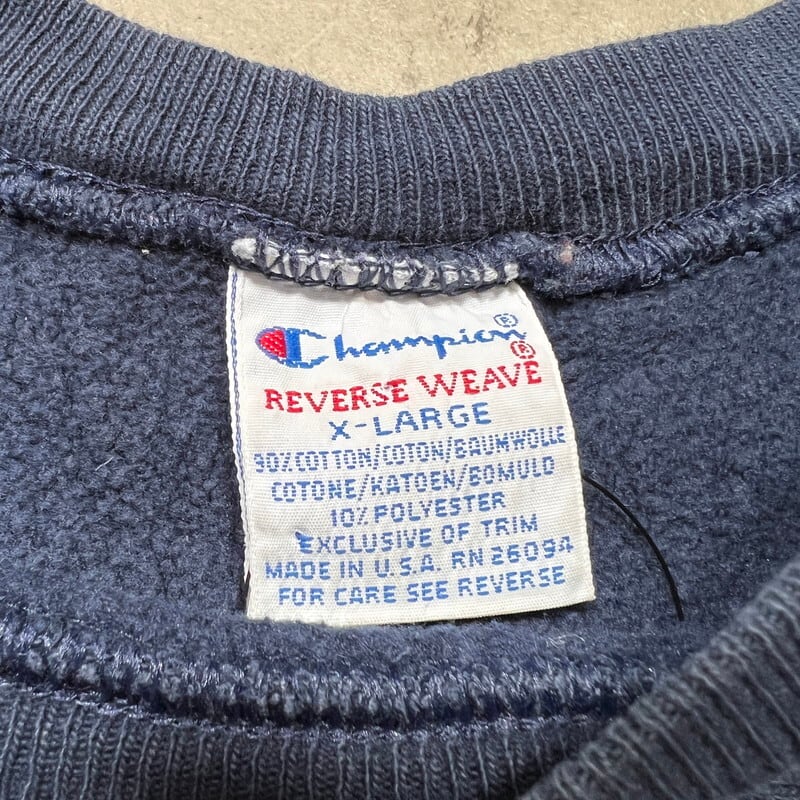 Champion
REVERSE WEAVE®
X-LARGE
90% COTTON/COTON/BAUMWOLLE
COTONE/KATOEN/BOMULD
10% POLYESTER
EXCLUSIVE OF TRIM
MADE IN U.S.A. RN 26094
FOR CARE SEE REVERSE